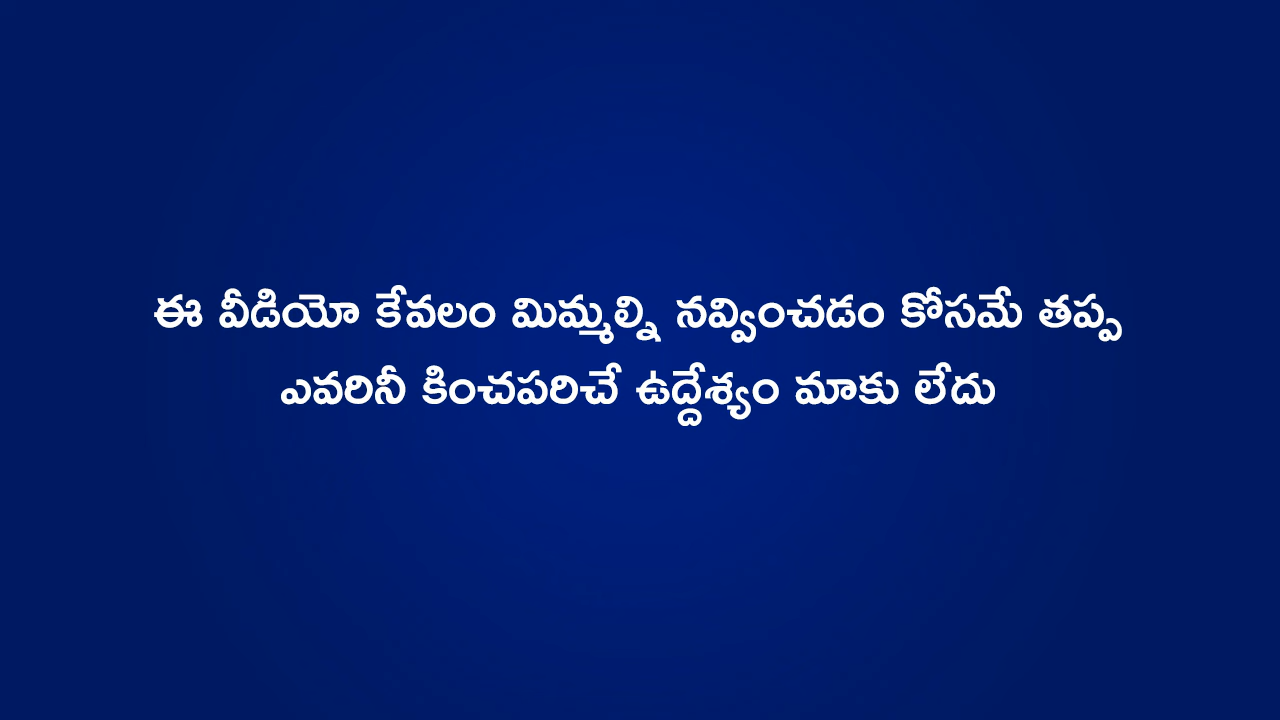 ఈ వీడియో కేవలం మిమ్మల్ని నవ్వించడం కోసమే తప్ప
ఎవరినీ కించపరిచే ఉద్దేశ్యం మాకు లేదు